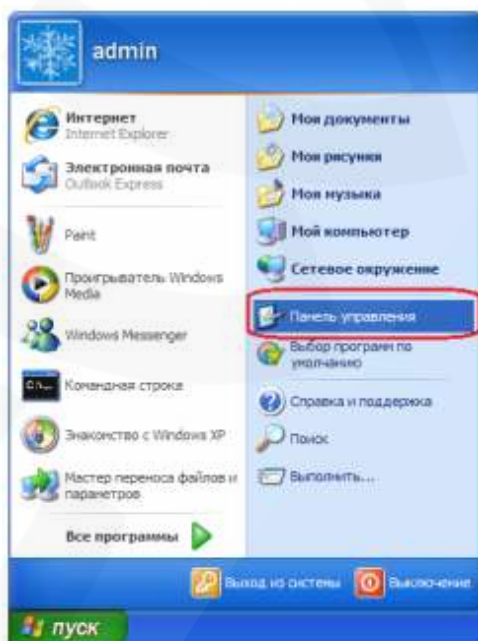 admin
Интернет
Internet Explorer
Электронная почта
Outlook Express
Paint
Проигрыватель Windows
Media
Windows Messenger
Командная строка
Знакомство с Windows XP
Мастер переноса файлов и
параметров
Все программы
Мои документы
Мои рисунки
Моя музыка
Мой компьютер
Сетевое окружение
Панель управления
Выбор программ по
умолчанию
Справка и поддержка
Поиск
Выполнить...
Выход из системы
Выключение
пуск